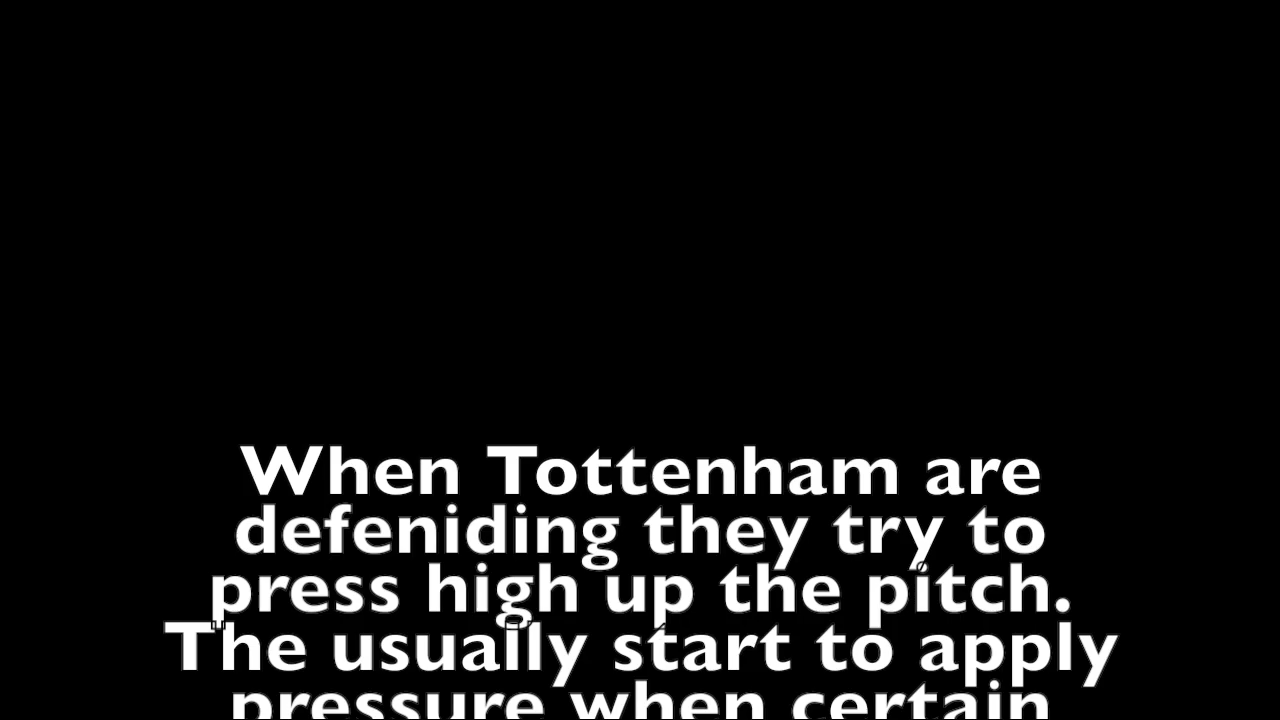 When Tottenham are
defeniding they try to
press high up the pitch.
The usually start to apply
pressure when certain